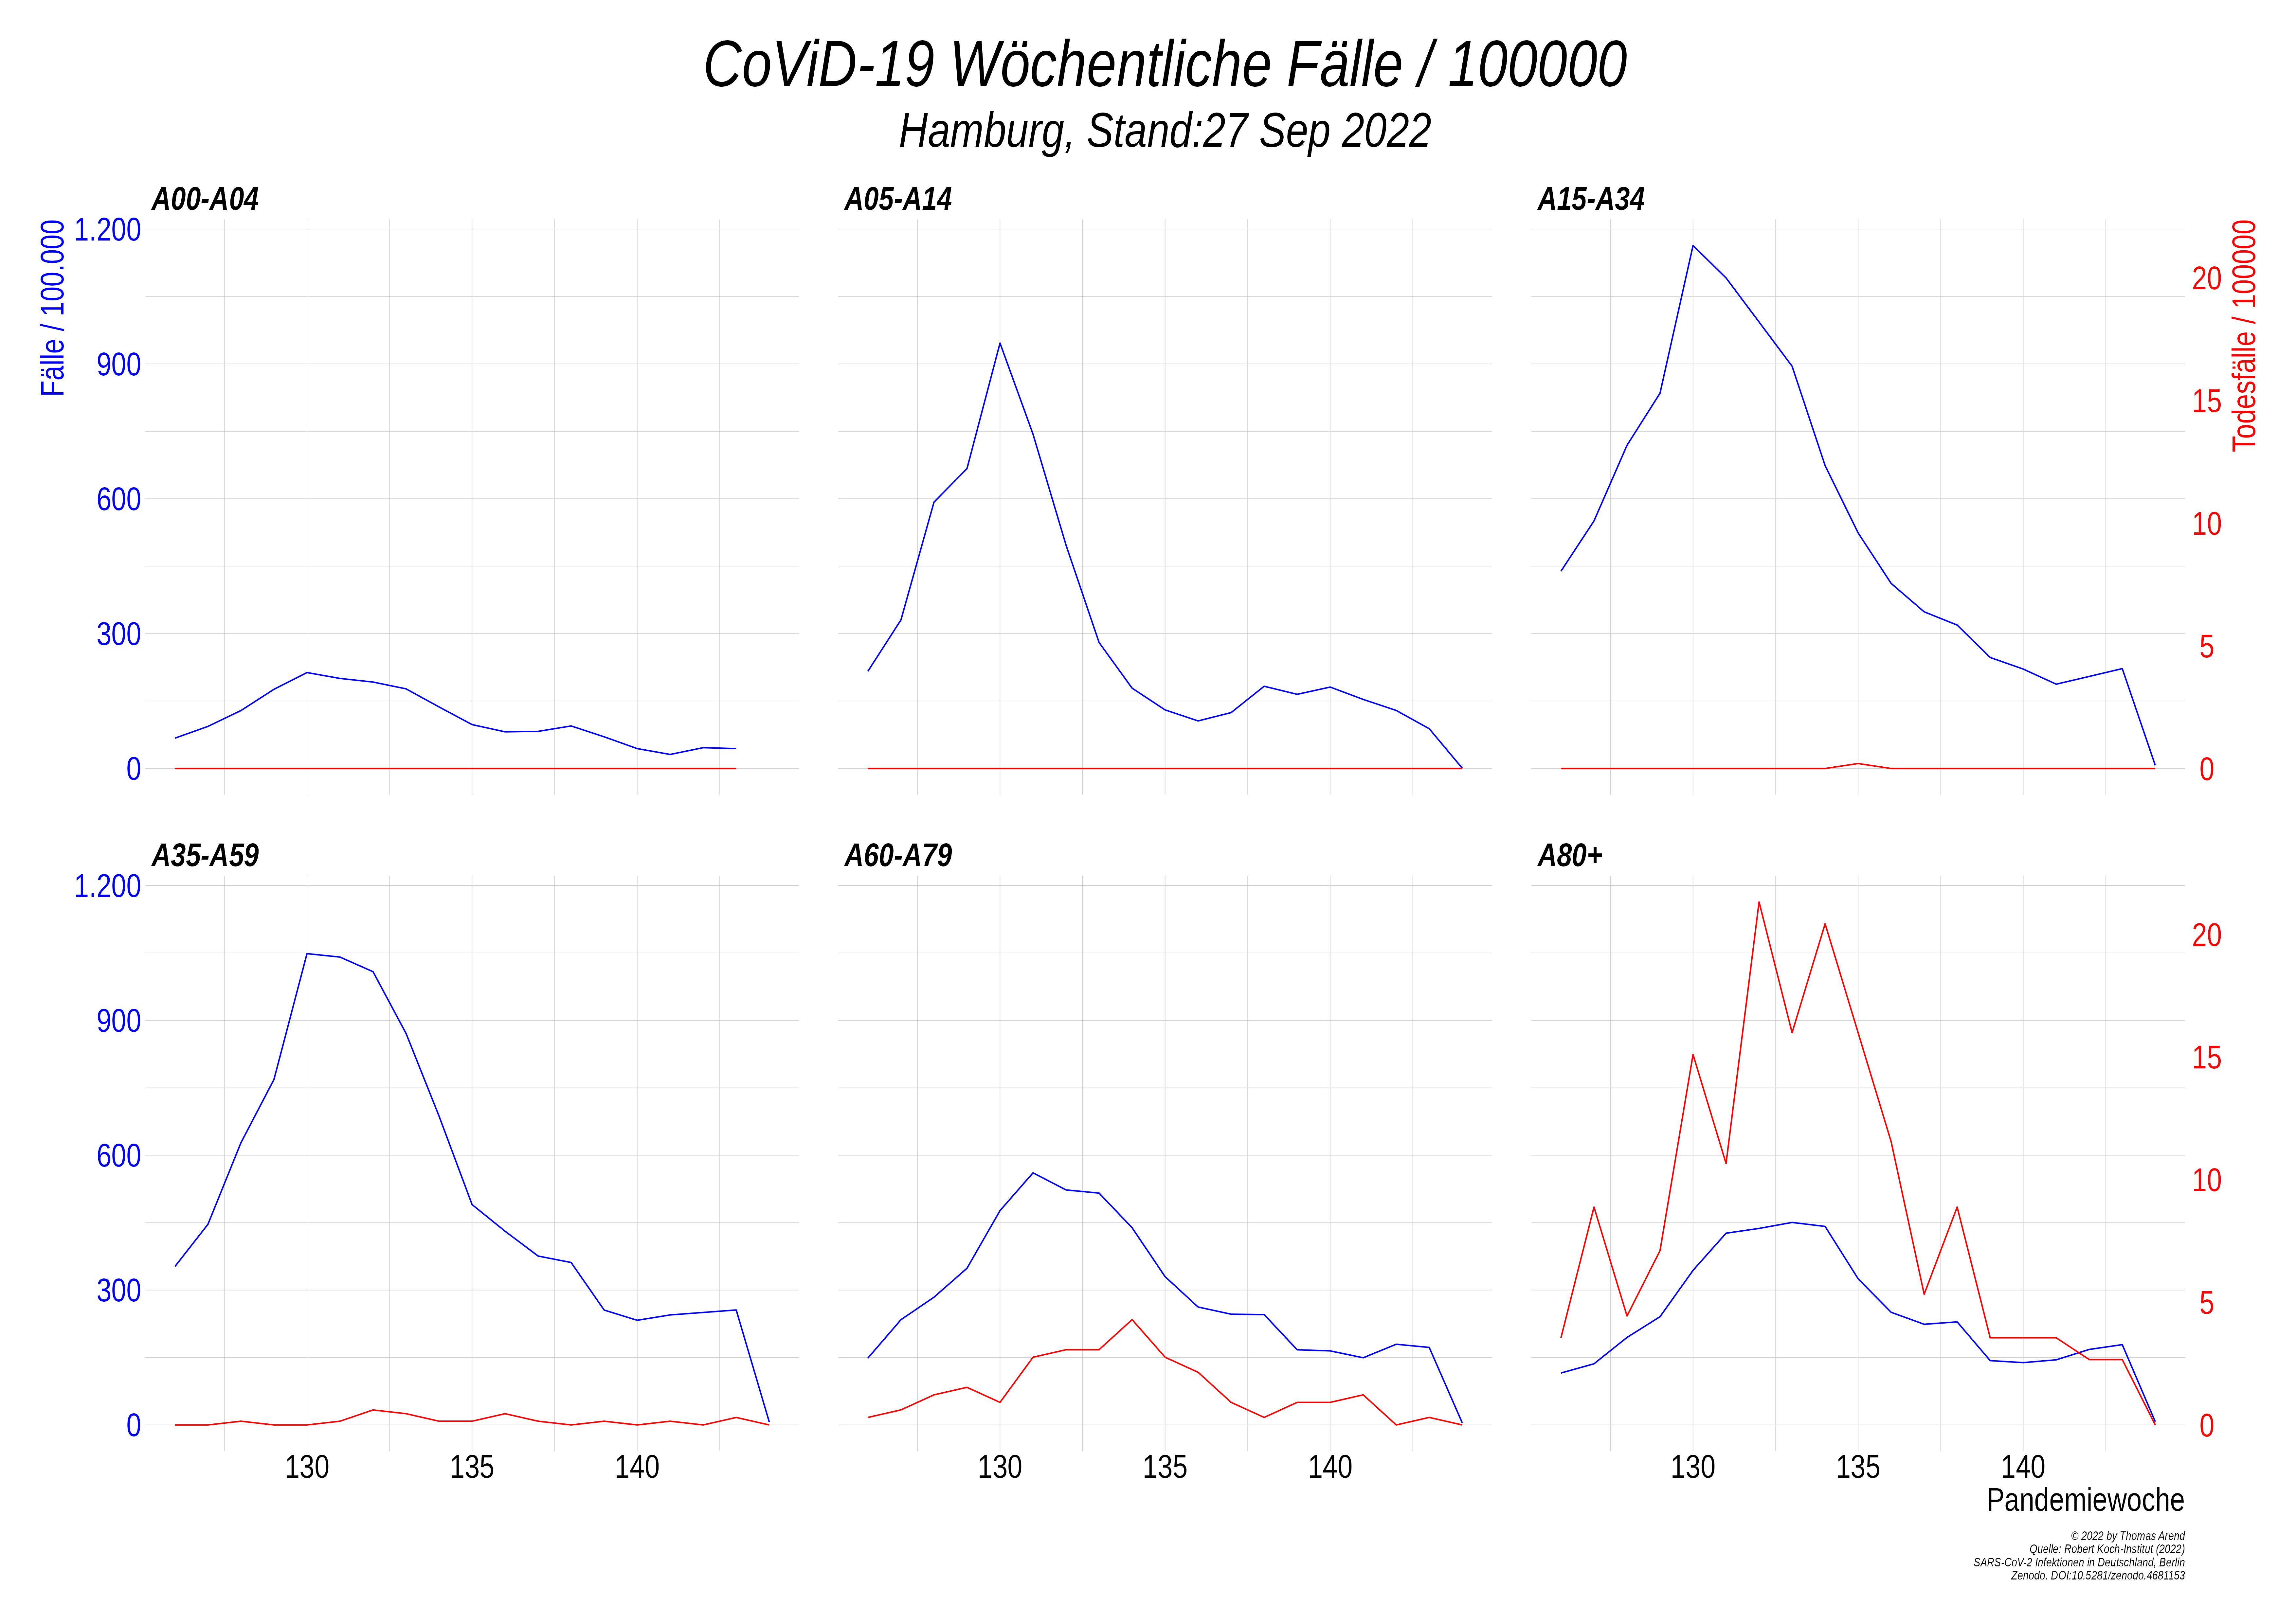 CoViD-19 Wöchentliche Fälle / 100000
Hamburg, Stand:27 Sep 2022
A00-A04
A05-A14
A15-A34
Fälle / 100.000
1.200
900
600
300
0
20
15
10
5
0
Todesfälle / 100000
A35-A59
A60-A79
A80+
1.200
900
600
300
0
20
15
10
5
0
130 135 140
130 135 140
130 135 140
Pandemiewoche
© 2022 by Thomas Arend
Quelle: Robert Koch-Institut (2022)
SARS-CoV-2 Infektionen in Deutschland, Berlin
Zenodo. DOI:10.5281/zenodo.4681153